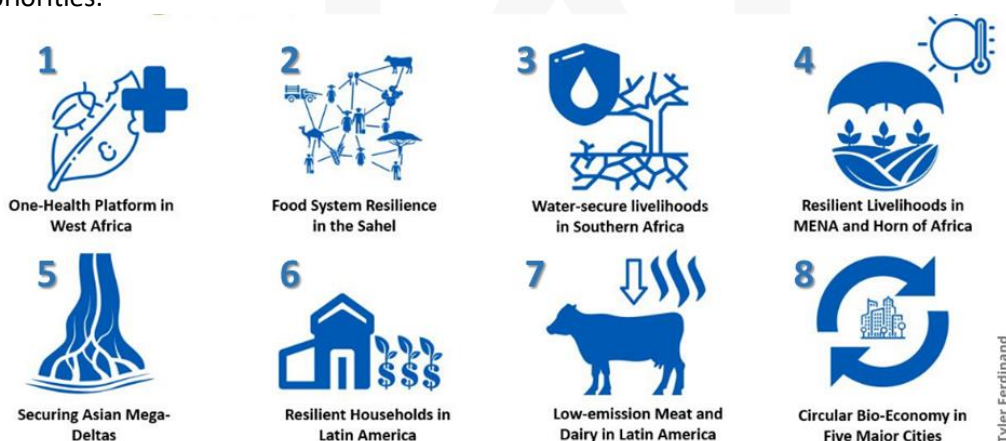 priorities:
1
2
3
4
One-Health Platform in
West Africa
Food System Resilience
in the Sahel
Water-secure livelihoods
in Southern Africa
Resilient Livelihoods in
MENA and Horn of Africa
5
6
7
8
$ $ $
$ $ $
Securing Asian Mega-
Deltas
Resilient Households in
Latin America
Low-emission Meat and
Dairy in Latin America
Circular Bio-Economy in
Five Major Cities
Ferdinand